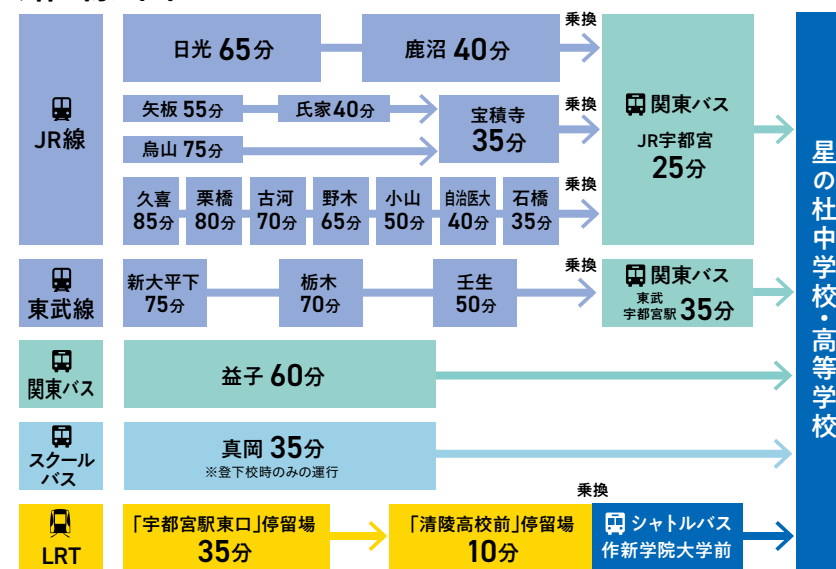 日光 65分
鹿沼 40分
乗換
JR線
矢板 55分
氏家40分
宝積寺
35分
乗換
烏山 75分
久喜
85分
栗橋
80分
古河
70分
野木
65分
小山
50分
自治医大
40分
石橋
35分
乗換
関東バス
JR宇都宮
25分
東武線
新大平下
75分
栃木
70分
壬生
50分
乗換
関東バス
東武
宇都宮駅 35分
関東バス
益子 60分
スクール
バス
真岡 35分
※登下校時のみの運行
LRT
「宇都宮駅東口」停留場
35分
「清陵高校前」停留場
10分
乗換
シャトルバス
作新学院大学前
星の杜中学校・高等学校